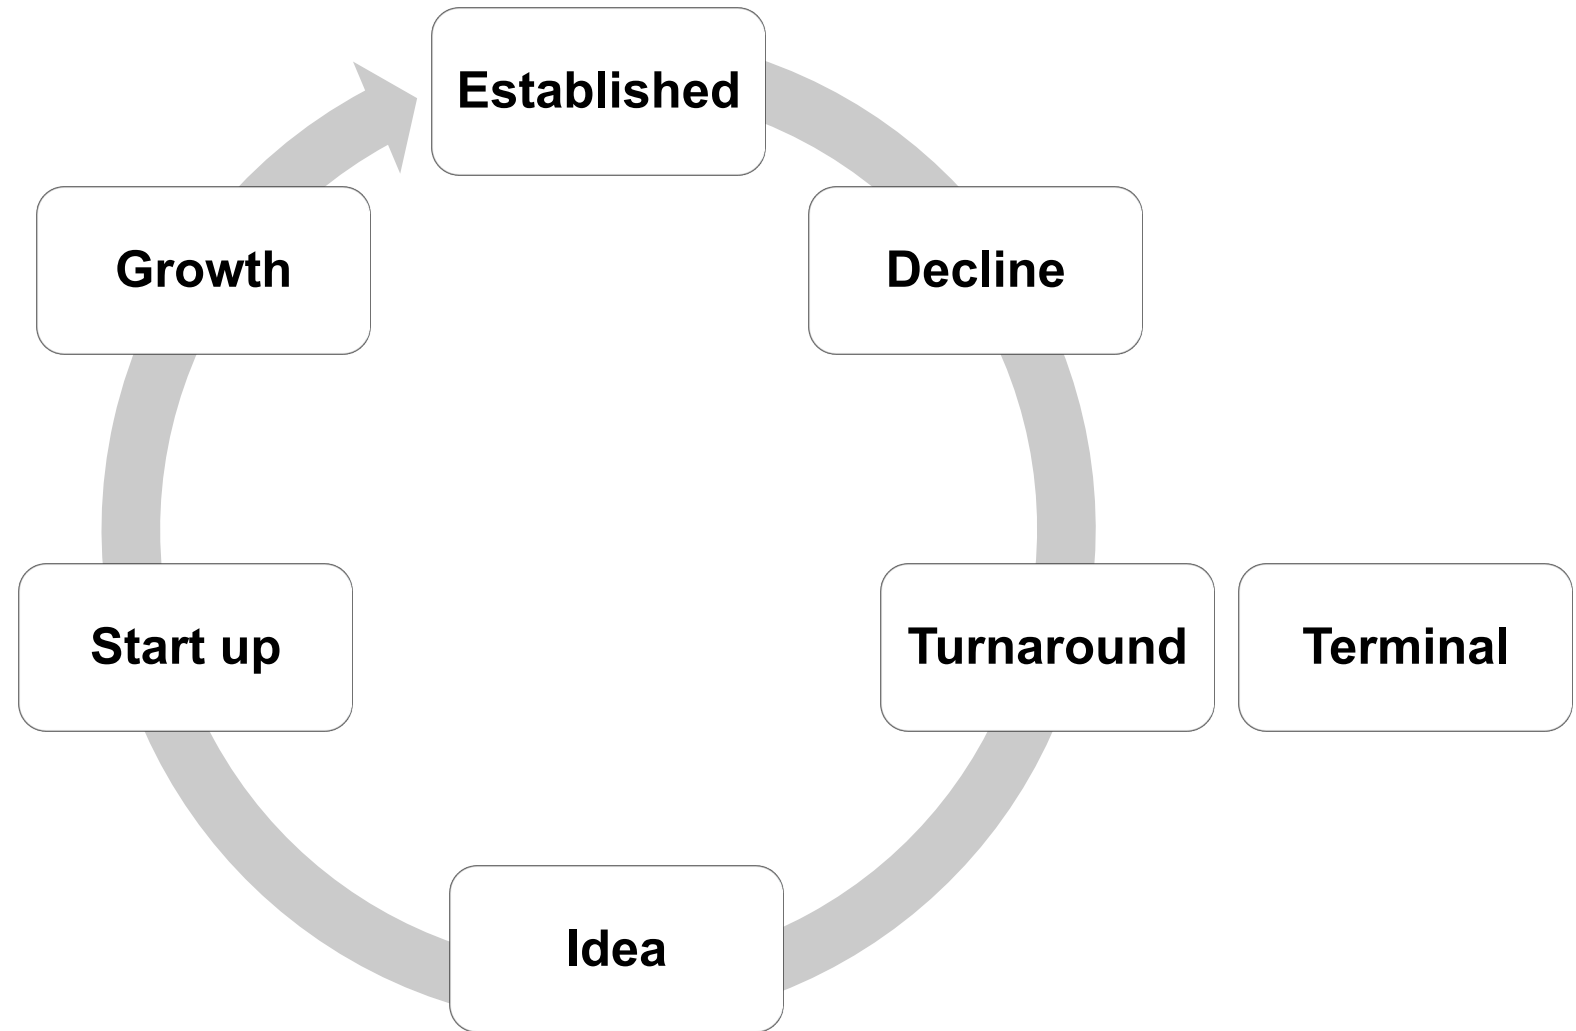 Established
Growth
Decline
Start up
Turnaround
Terminal
Idea